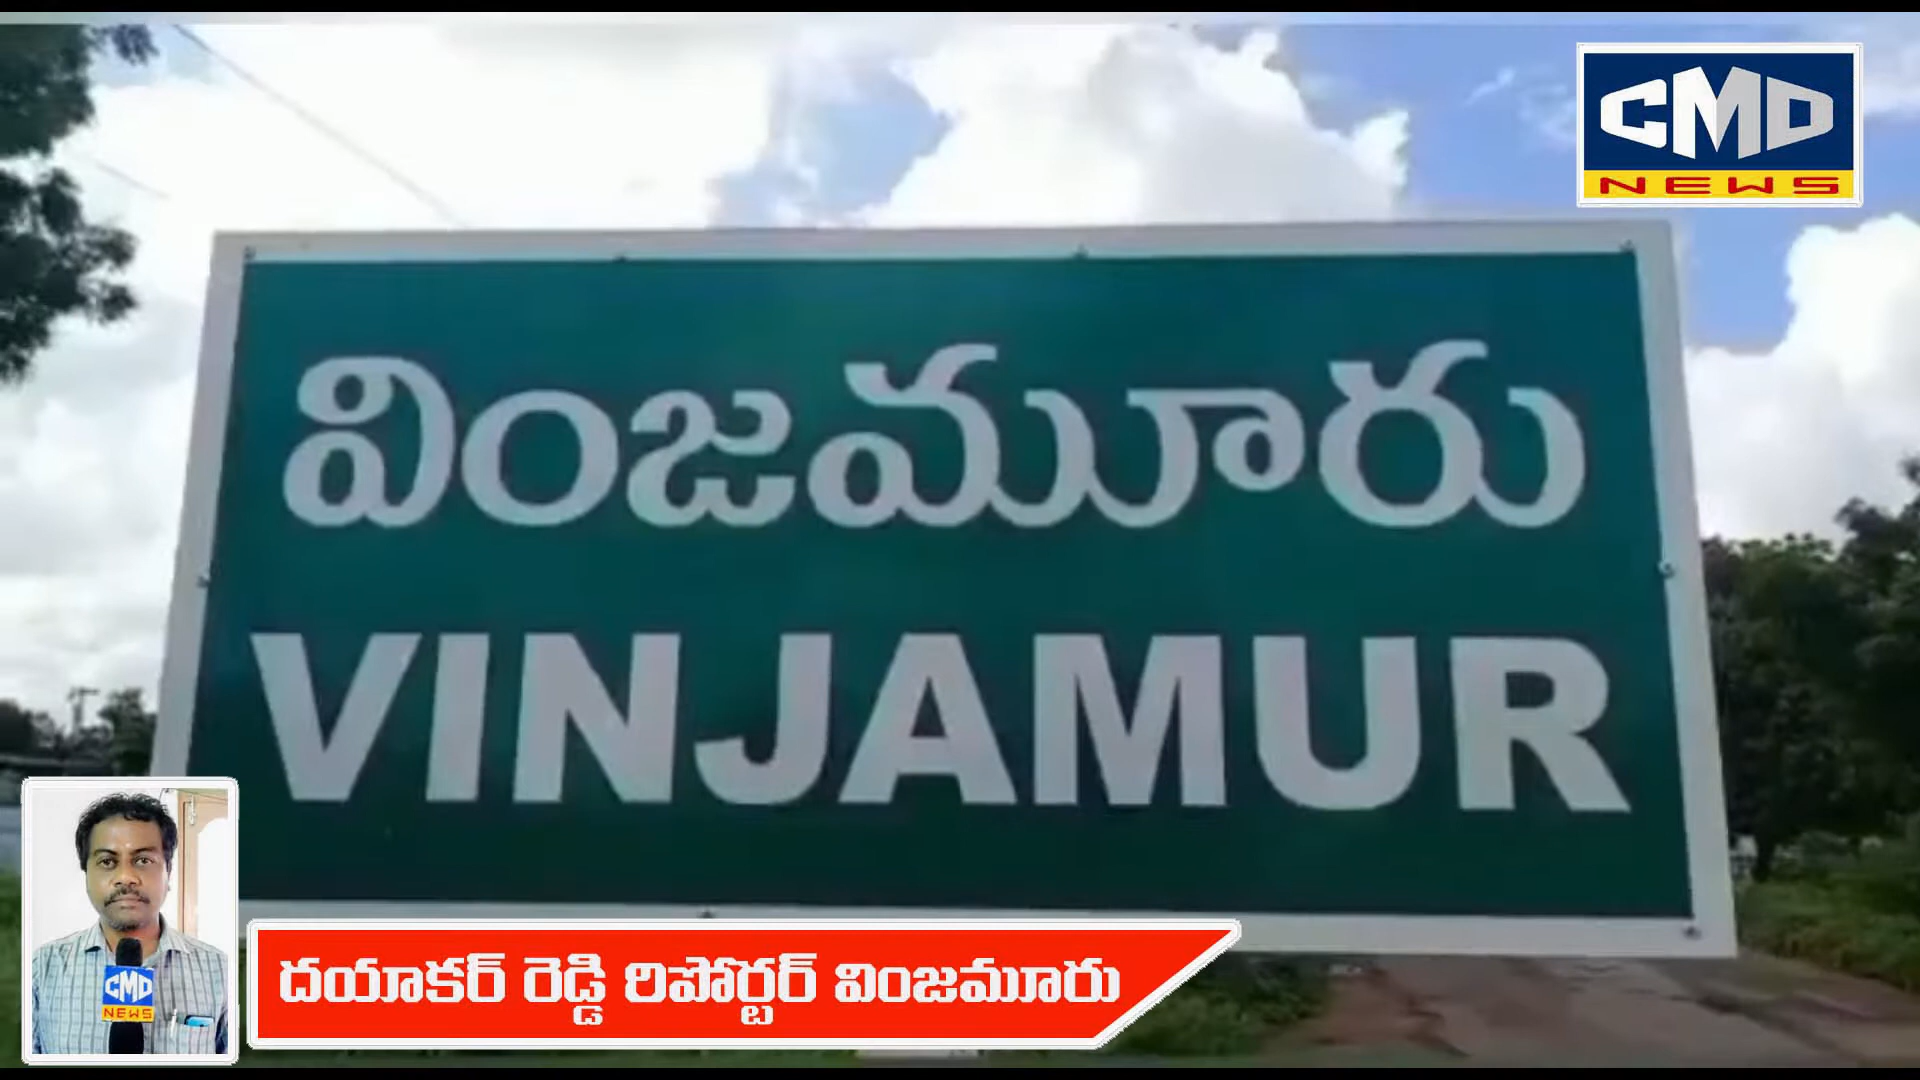 CMD
NEWS
వింజమూరు
VINJAMUR
CMD
NEWS
దయాకర్ రెడ్డి రిపోర్టర్ వింజమూరు